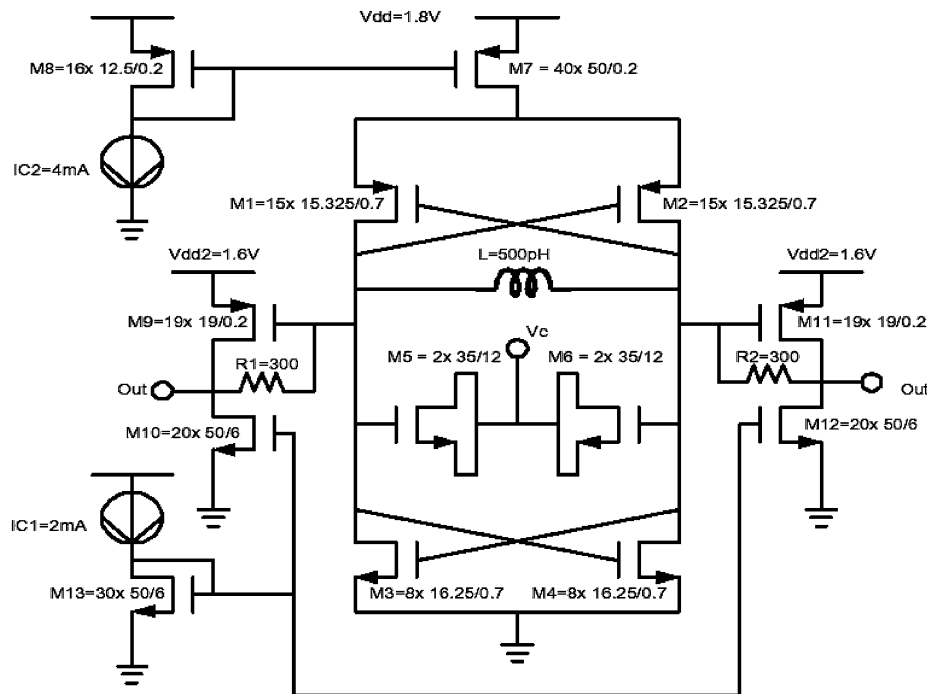 Vdd=1.8V
M8=16x 12.5/0.2
M7 = 40x 50/0.2
IC2=4mA
M1=15x 15.325/0.7
M2=15x 15.325/0.7
Vdd2=1.6V
L=500pH
Vdd2=1.6V
M9=19x 19/0.2
M11=19x 19/0.2
Vc
R1=300
M5 = 2x 35/12
M6 = 2x 35/12
R2=300
Out
Out
M10=20x 50/6
M12=20x 50/6
IC1=2mA
M13=30x 50/6
M3=8x 16.25/0.7
M4=8x 16.25/0.7